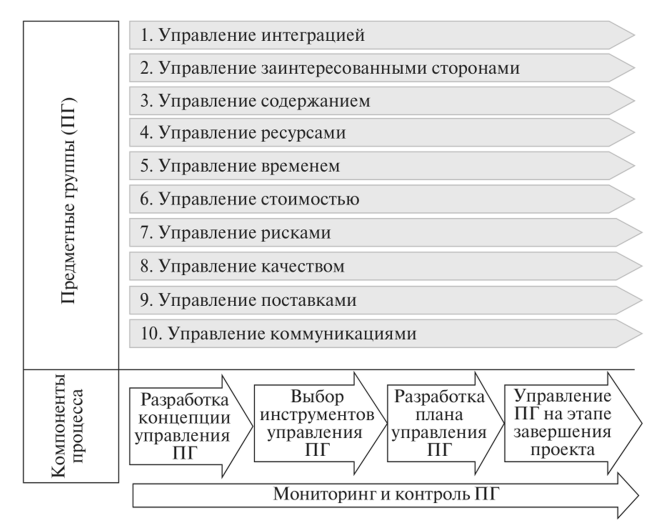 Предметные группы (ПГ)
1. Управление интеграцией
2. Управление заинтересованными сторонами
3. Управление содержанием
4. Управление ресурсами
5. Управление временем
6. Управление стоимостью
7. Управление рисками
8. Управление качеством
9. Управление поставками
10. Управление коммуникациями
Компоненты
процесса
Разработка
концепции
управления
ПГ
Выбор
инструментов
управления
ПГ
Разработка
плана
управления
ПГ
Управление
ПГ на этапе
завершения
проекта
Мониторинг и контроль ПГ